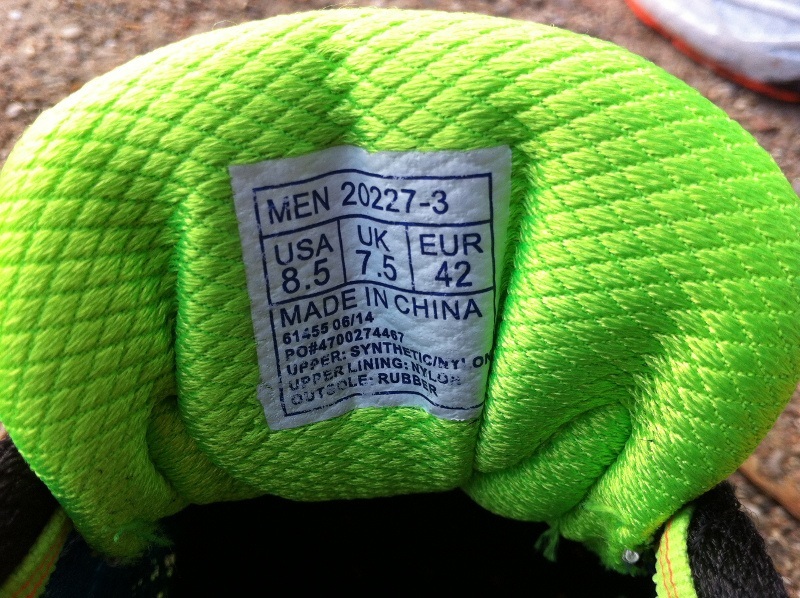 MEN 20227-3
USA UK EUR
8.5 7.5 42
MADE IN CHINA
61455 06/14
PO#4700274467
UPPER: SYNTHETIC/NYLON
UPPER LINING: NYLON
OUTSOLE: RUBBER